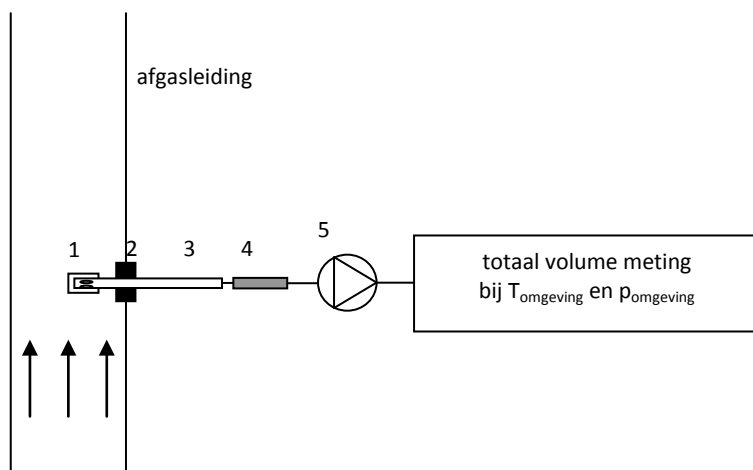 afgasleiding
1 2 3 4 5
totaal volume meting
bij Tomgeving en pomgeving